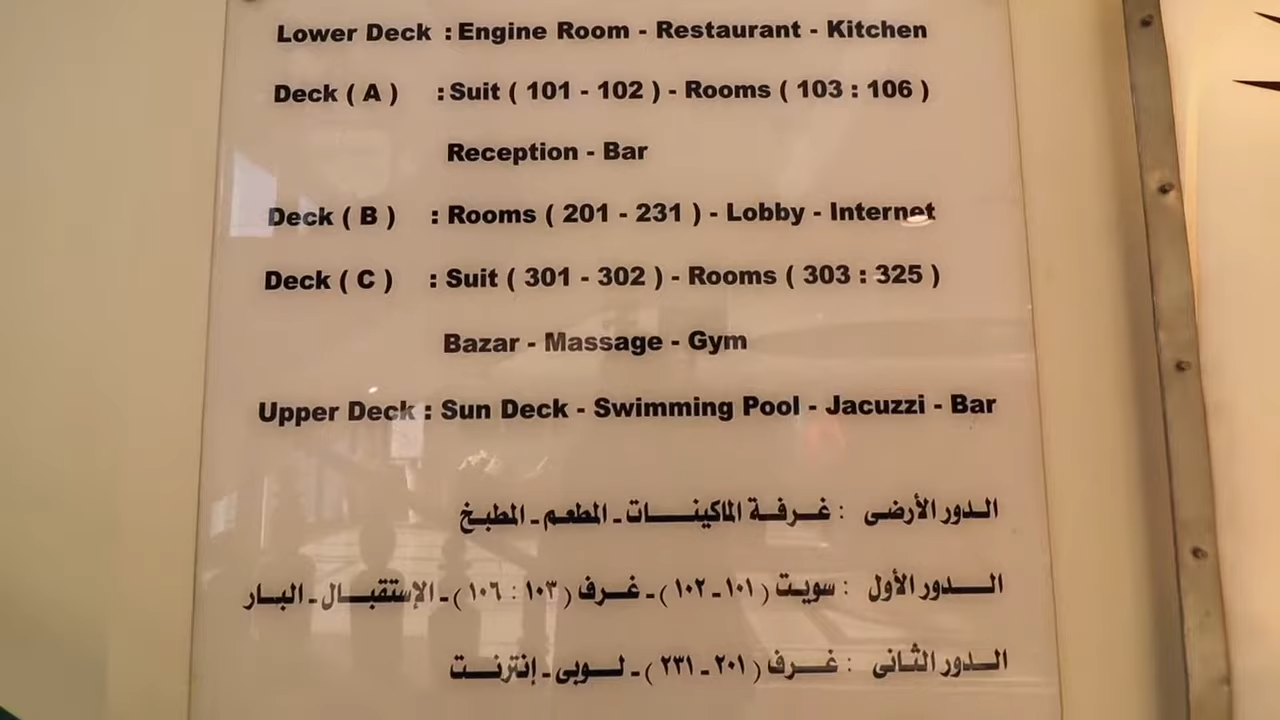 Lower Deck : Engine Room - Restaurant - Kitchen
Deck ( A ) : Suit ( 101 - 102 ) - Rooms ( 103 : 106 )
Reception - Bar
Deck ( B ) : Rooms ( 201 - 231 ) - Lobby - Internet
Deck ( C ) : Suit ( 301 - 302 ) - Rooms ( 303 : 325 )
Bazar - Massage - Gym
Upper Deck : Sun Deck - Swimming Pool - Jacuzzi - Bar
الدور الأرضى : غرفة الماكينات - المطعم - المطبخ
الدور الأول : سويت ( ١٠١ - ١٠٢ ) - غرف ( ١٠٣ : ١٠٦ ) - الإستقبال - البار
الدور الثانى : غرف ( ٢٠١ - ٢٣١ ) - لوبى - إنترنت